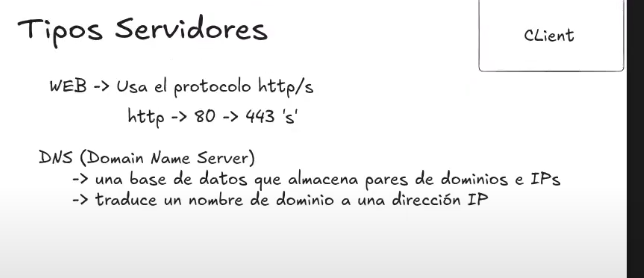 Tipos Servidores
CLient
WEB -> Usa el protocolo http/s
http -> 80 -> 443 's'
DNS (Domain Name Server)
-> una base de datos que almacena pares de dominios e IPs
-> traduce un nombre de dominio a una dirección IP